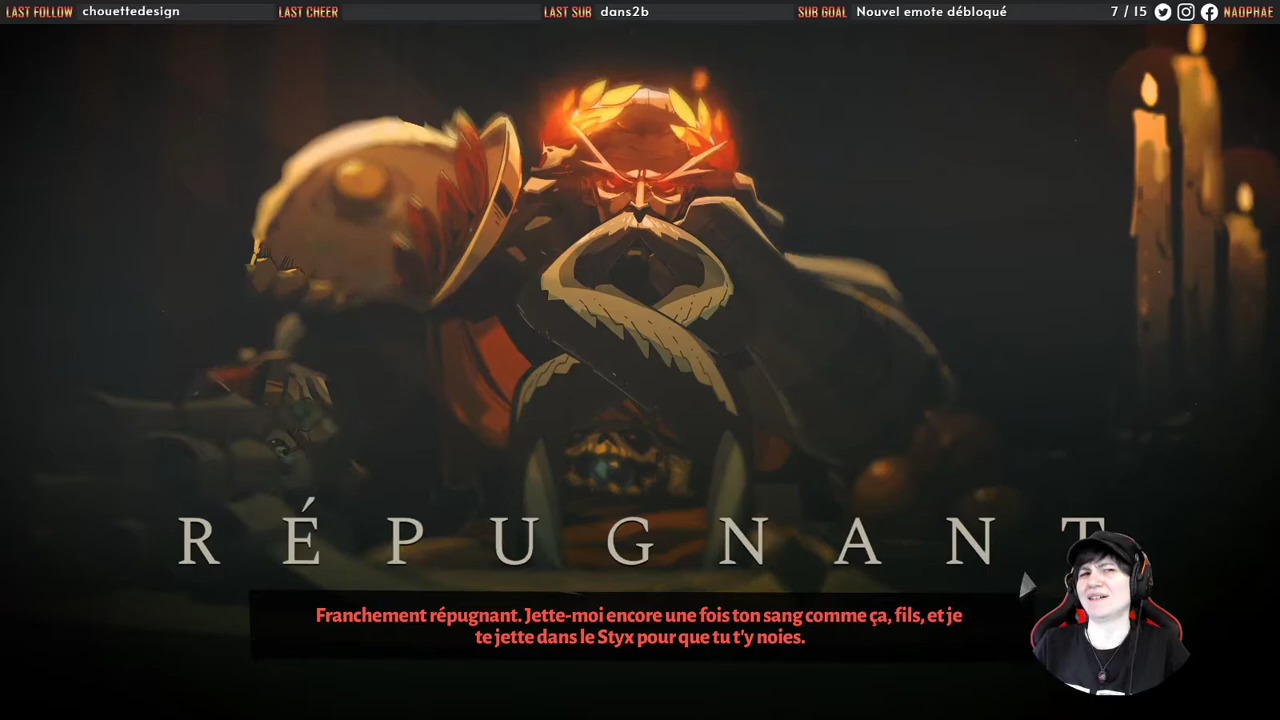 LAST FOLLOW chouettedesign LAST CHEER LAST SUB dans2b SUB GOAL Nouvel emote débloqué 7 / 15 NAOPHAE
RÉPUGNANT
Franchement répugnant. Jette-moi encore une fois ton sang comme ça, fils, et je
te jette dans le Styx pour que tu t'y noies.